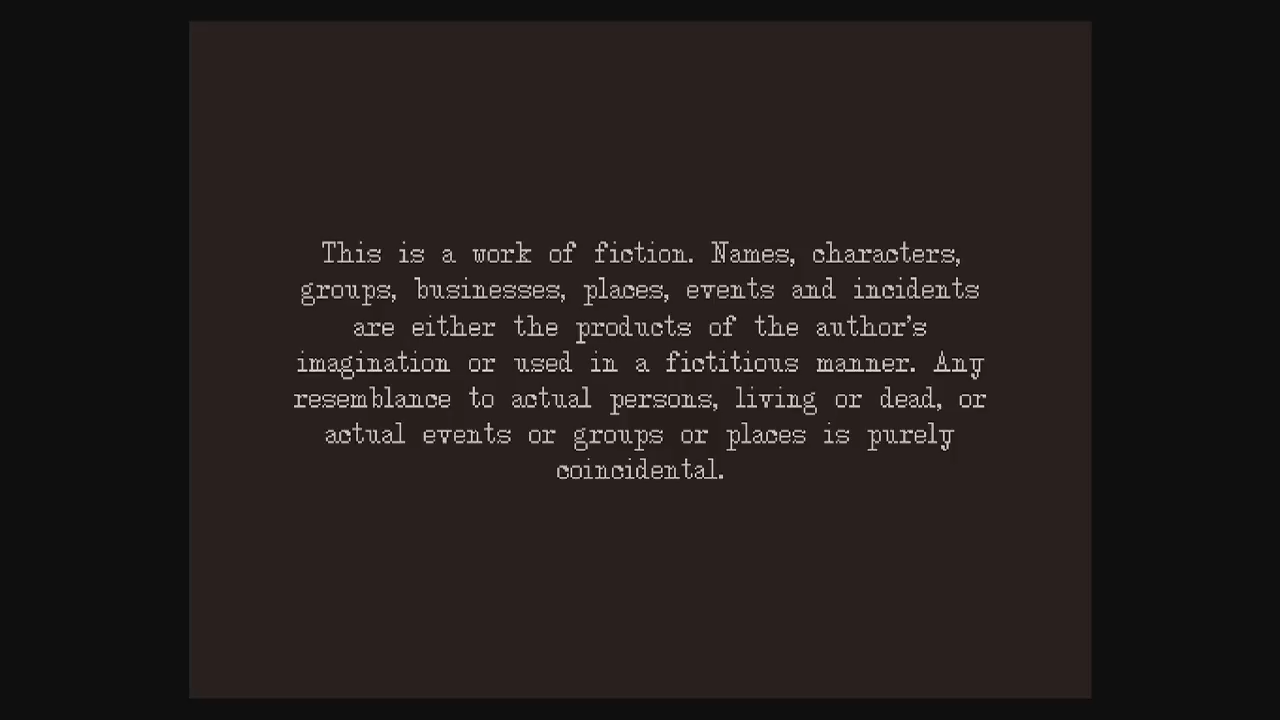 This is a work of fiction. Names, characters,
groups, businesses, places, events and incidents
are either the products of the author's
imagination or used in a fictitious manner. Any
resemblance to actual persons, living or dead, or
actual events or groups or places is purely
coincidental.